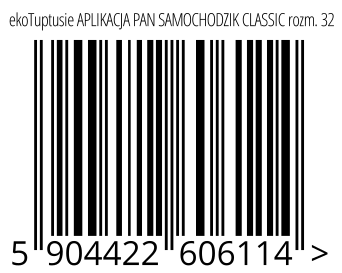 ekoTuptusie APLIKACJA PAN SAMOCHODZIK CLASSIC rozm. 32
5 904422 606114 >